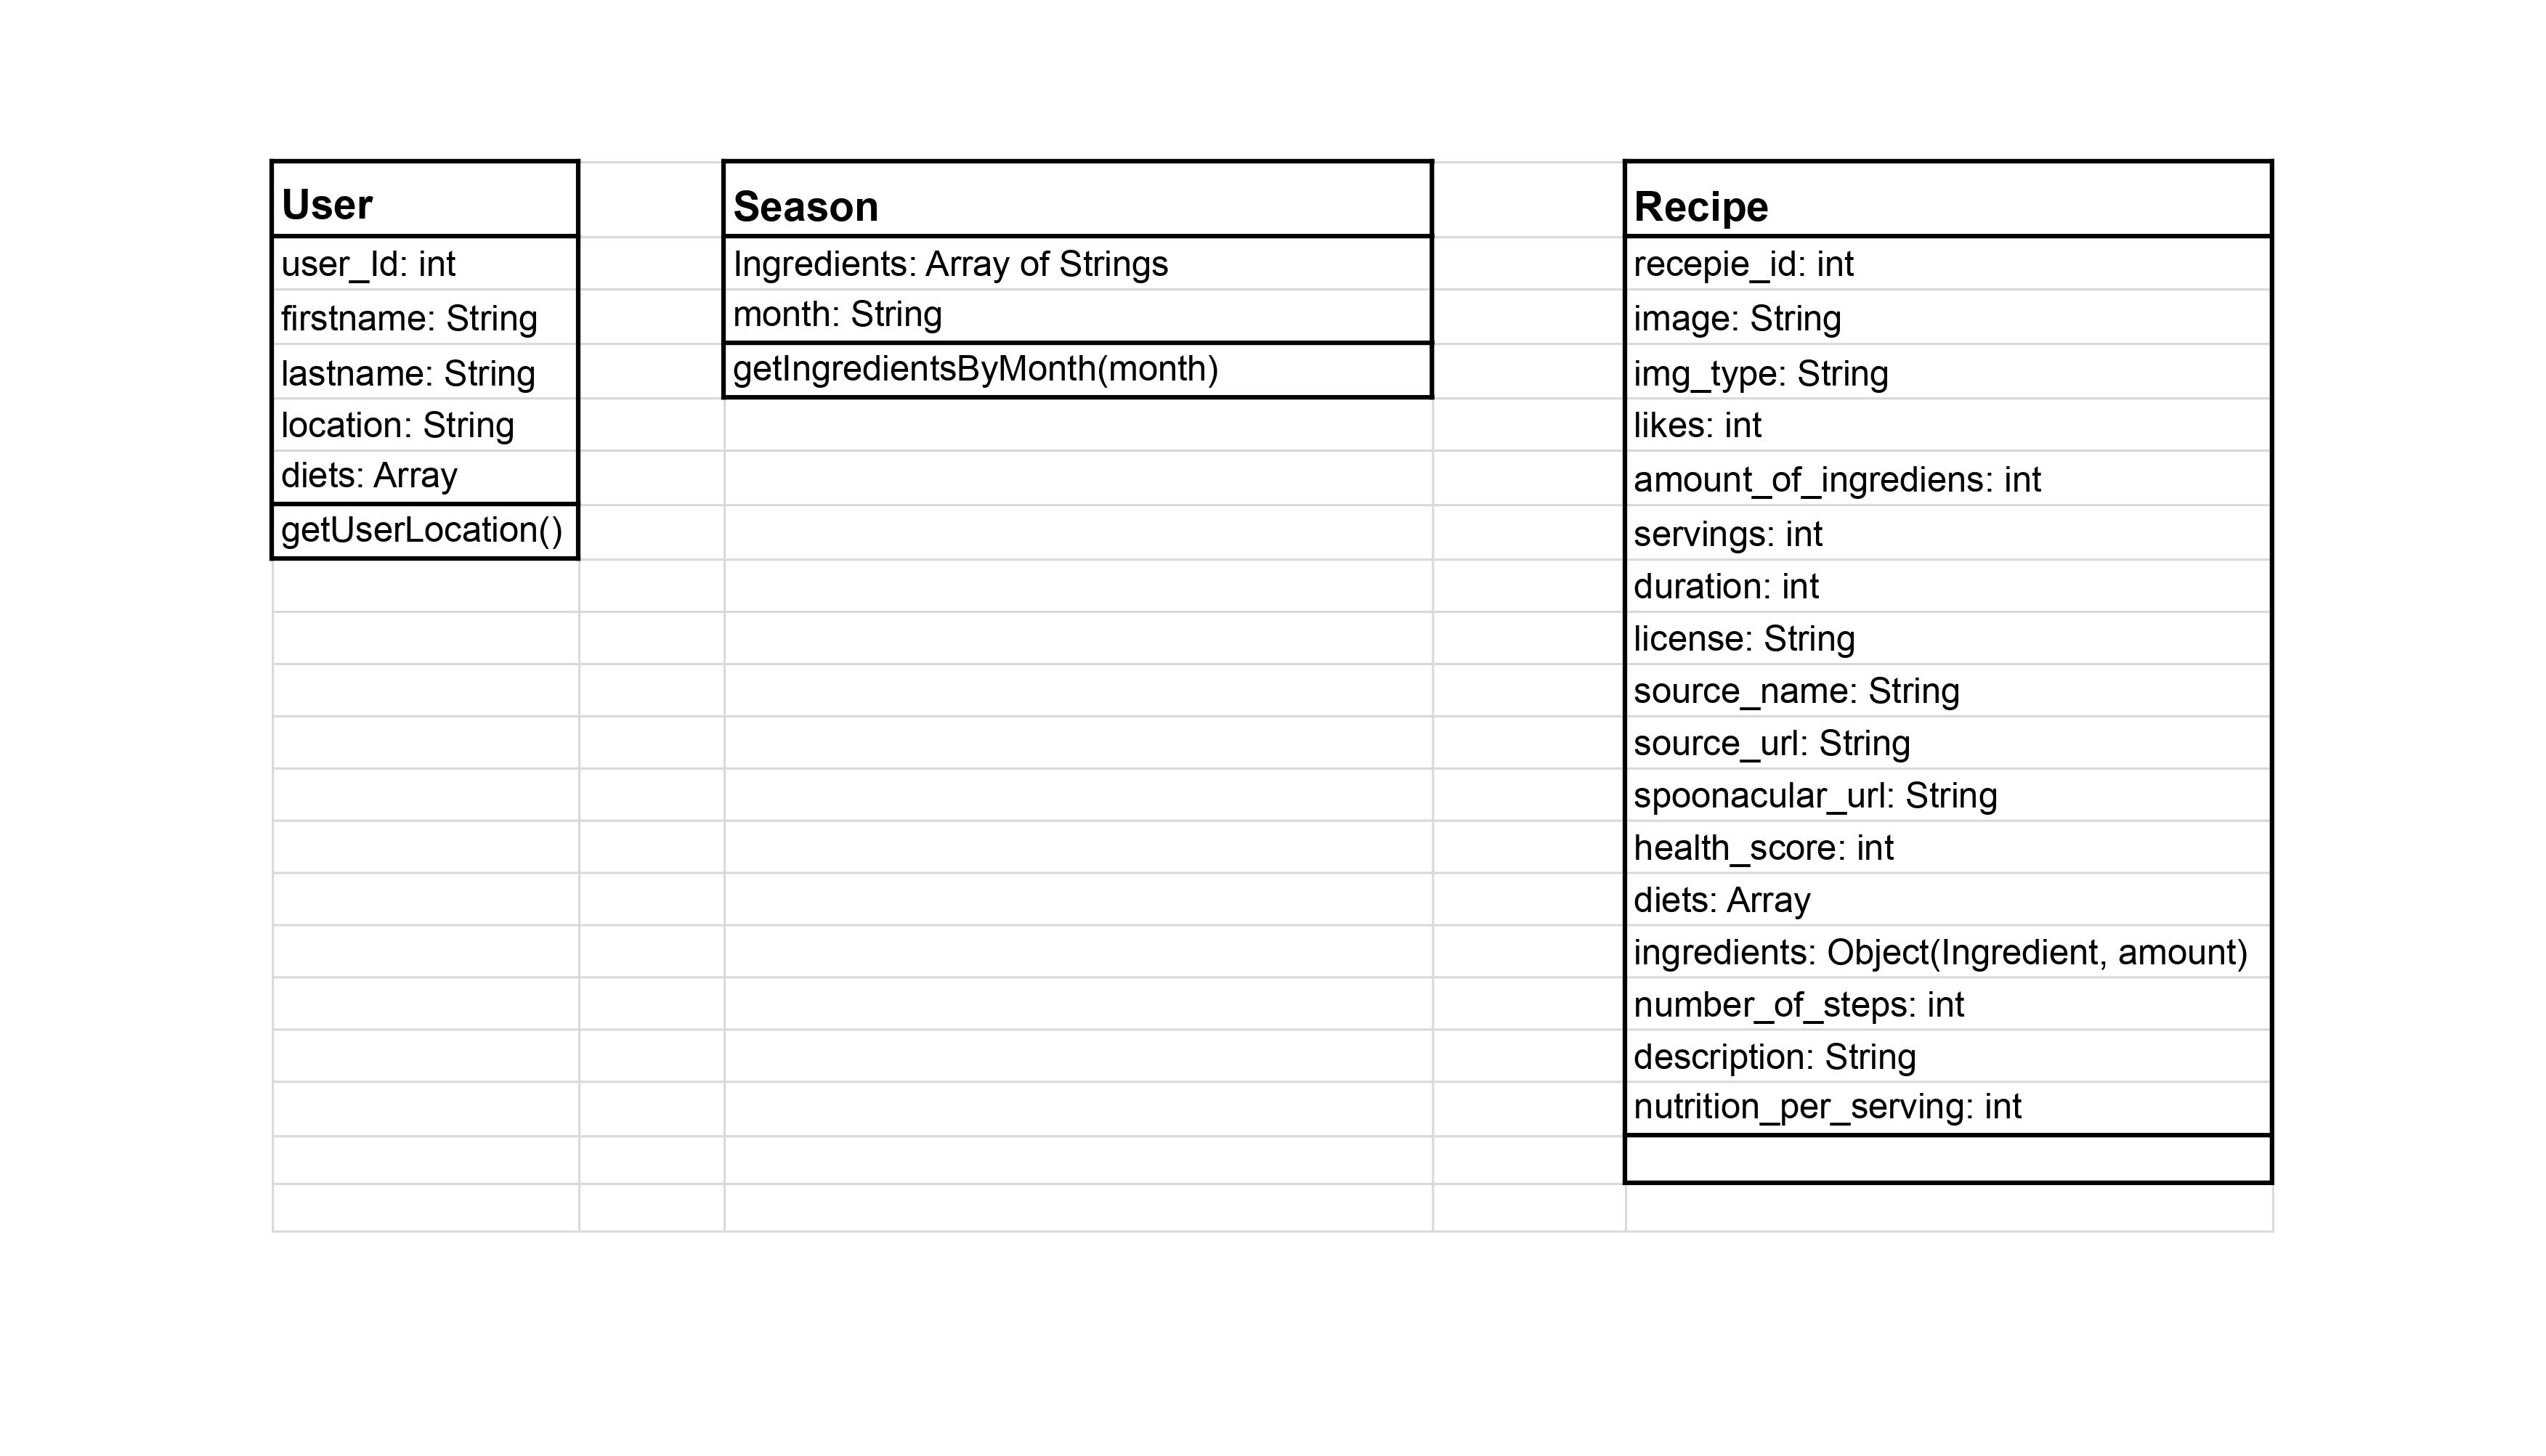 User
user_Id: int
firstname: String
lastname: String
location: String
diets: Array
getUserLocation()
Season
Ingredients: Array of Strings
month: String
getIngredientsByMonth(month)
Recipe
recepie_id: int
image: String
img_type: String
likes: int
amount_of_ingrediens: int
servings: int
duration: int
license: String
source_name: String
source_url: String
spoonacular_url: String
health_score: int
diets: Array
ingredients: Object(Ingredient, amount)
number_of_steps: int
description: String
nutrition_per_serving: int